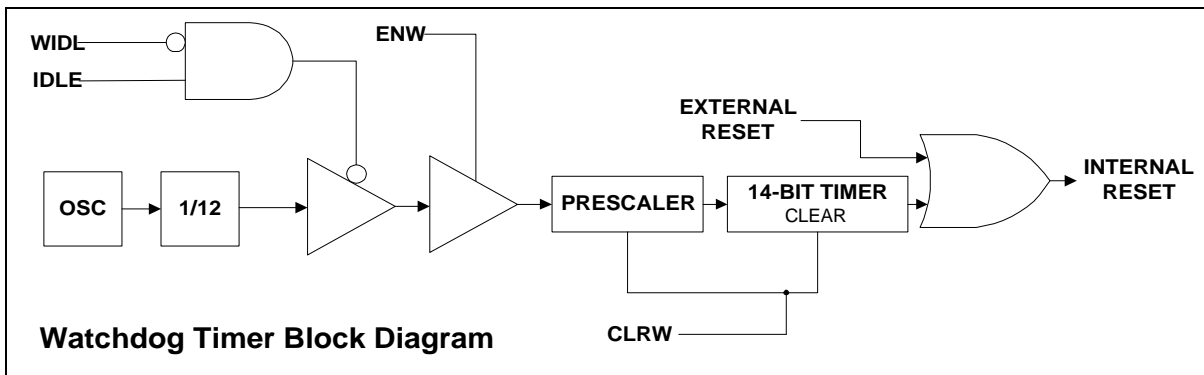 WIDL
IDLE
ENW
EXTERNAL
RESET
INTERNAL
RESET
OSC
1/12
PRESCALER
14-BIT TIMER
CLEAR
CLRW
Watchdog Timer Block Diagram